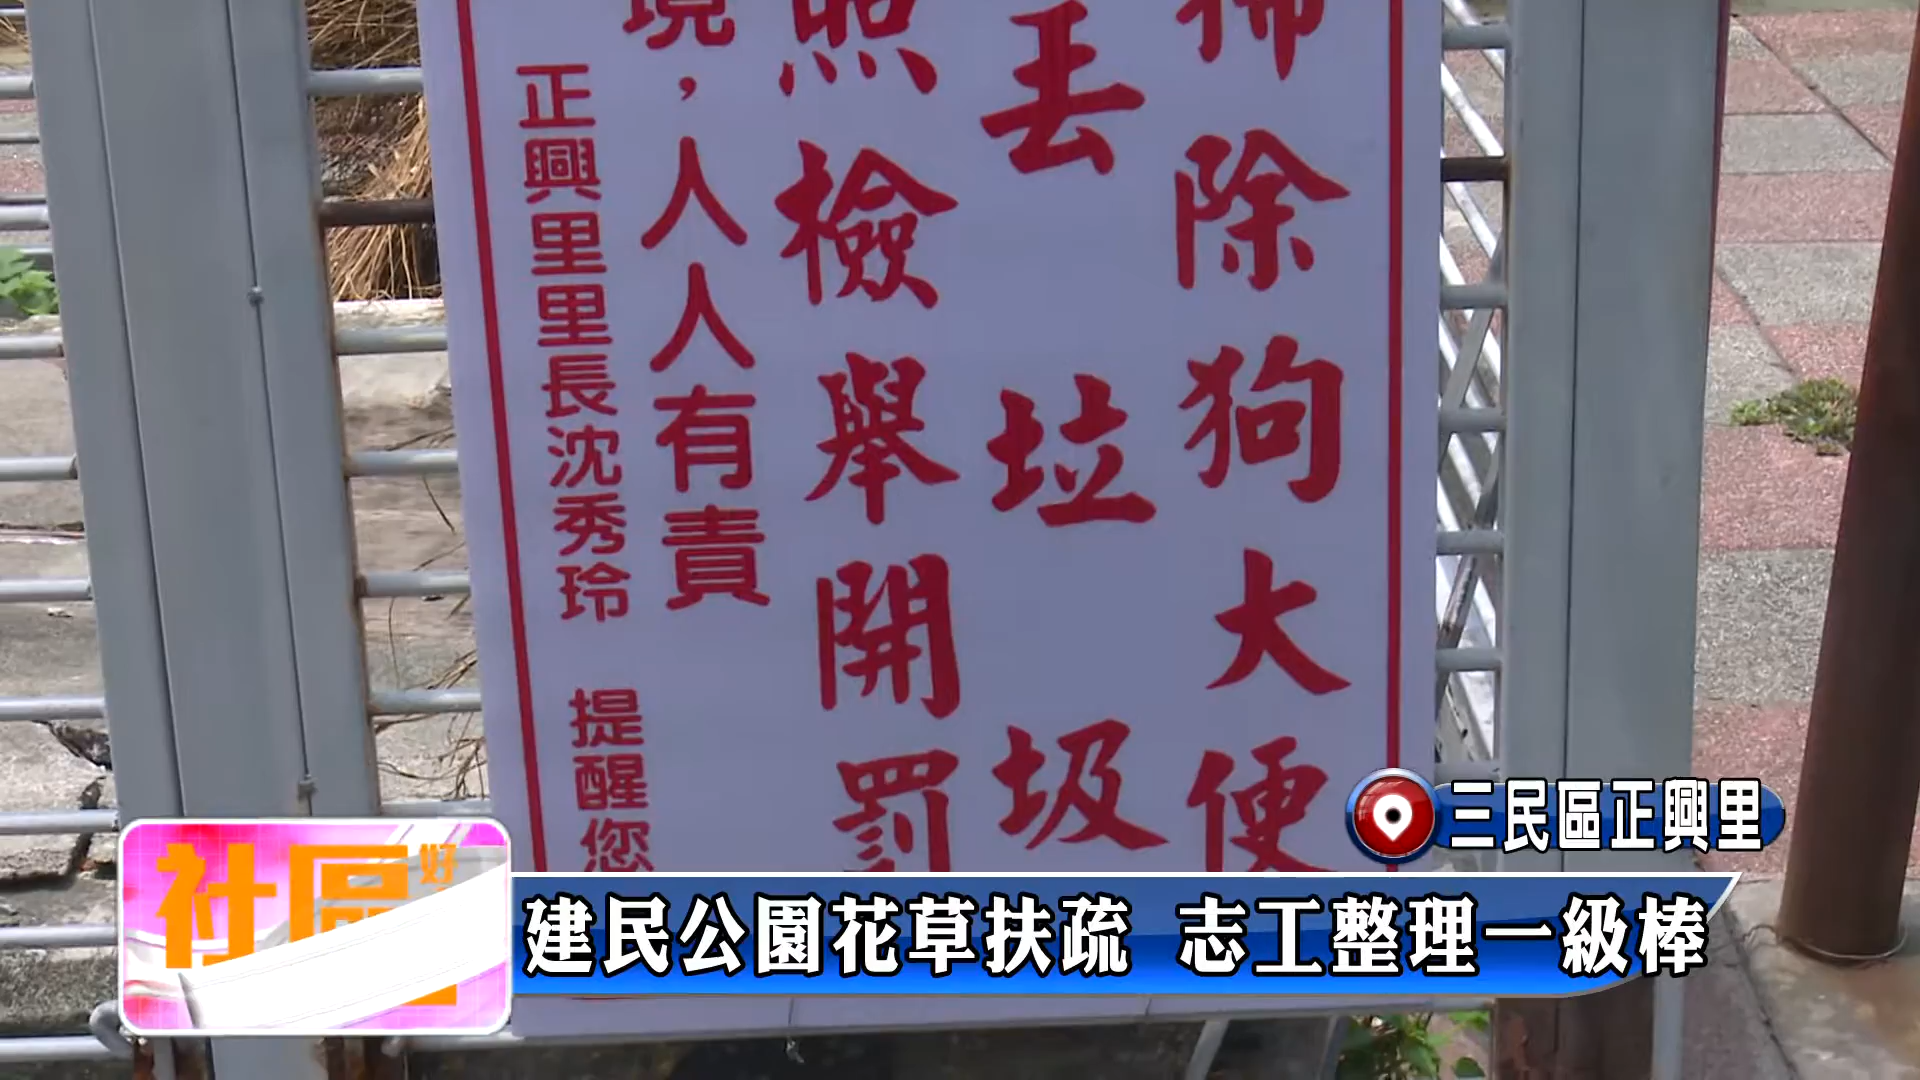 掃除狗大便
丟垃圾
照檢舉開罰
境，人人有責
正興里里長沈秀玲 提醒您
三民區正興里
社區好
建民公園花草扶疏 志工整理一級棒